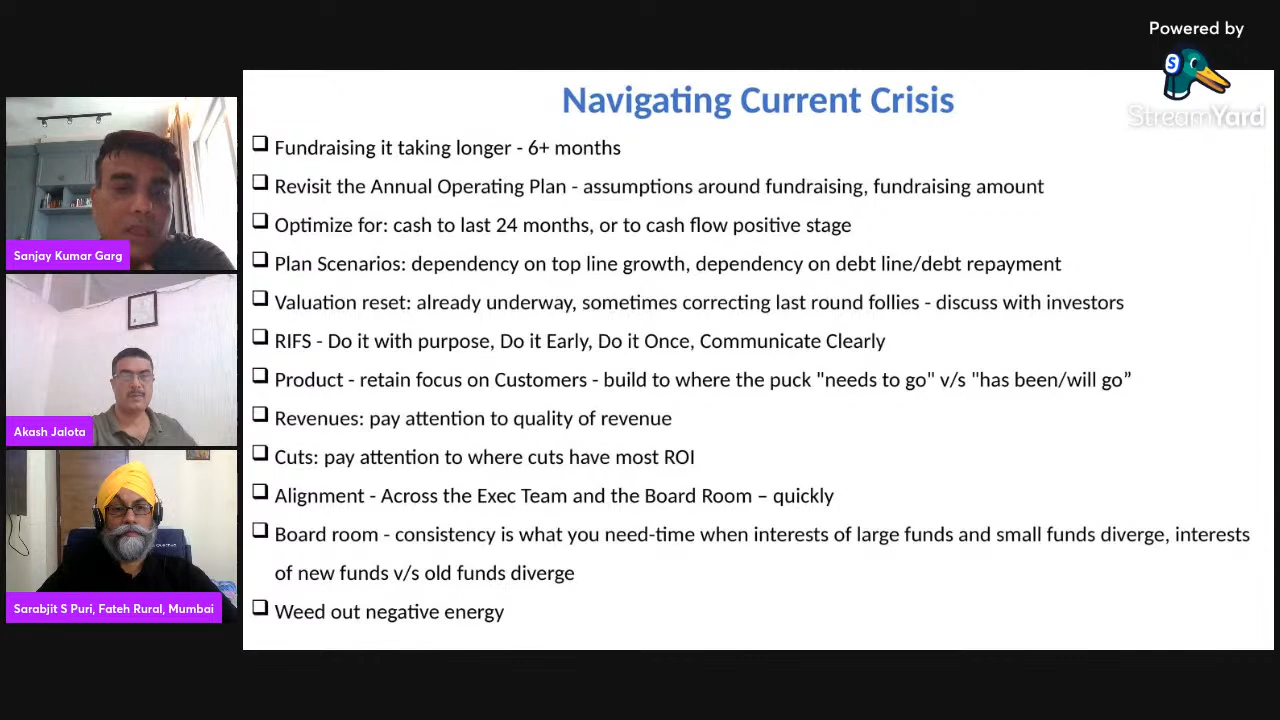 Powered by
S
StreamYard
Navigating Current Crisis
Fundraising it taking longer - 6+ months
Revisit the Annual Operating Plan - assumptions around fundraising, fundraising amount
Optimize for: cash to last 24 months, or to cash flow positive stage
Plan Scenarios: dependency on top line growth, dependency on debt line/debt repayment
Valuation reset: already underway, sometimes correcting last round follies - discuss with investors
RIFS - Do it with purpose, Do it Early, Do it Once, Communicate Clearly
Product - retain focus on Customers - build to where the puck "needs to go" v/s "has been/will go”
Revenues: pay attention to quality of revenue
Cuts: pay attention to where cuts have most ROI
Alignment - Across the Exec Team and the Board Room – quickly
Board room - consistency is what you need-time when interests of large funds and small funds diverge, interests
of new funds v/s old funds diverge
Weed out negative energy
Sanjay Kumar Garg
Akash Jalota
Sarabjit S Puri, Fateh Rural, Mumbai